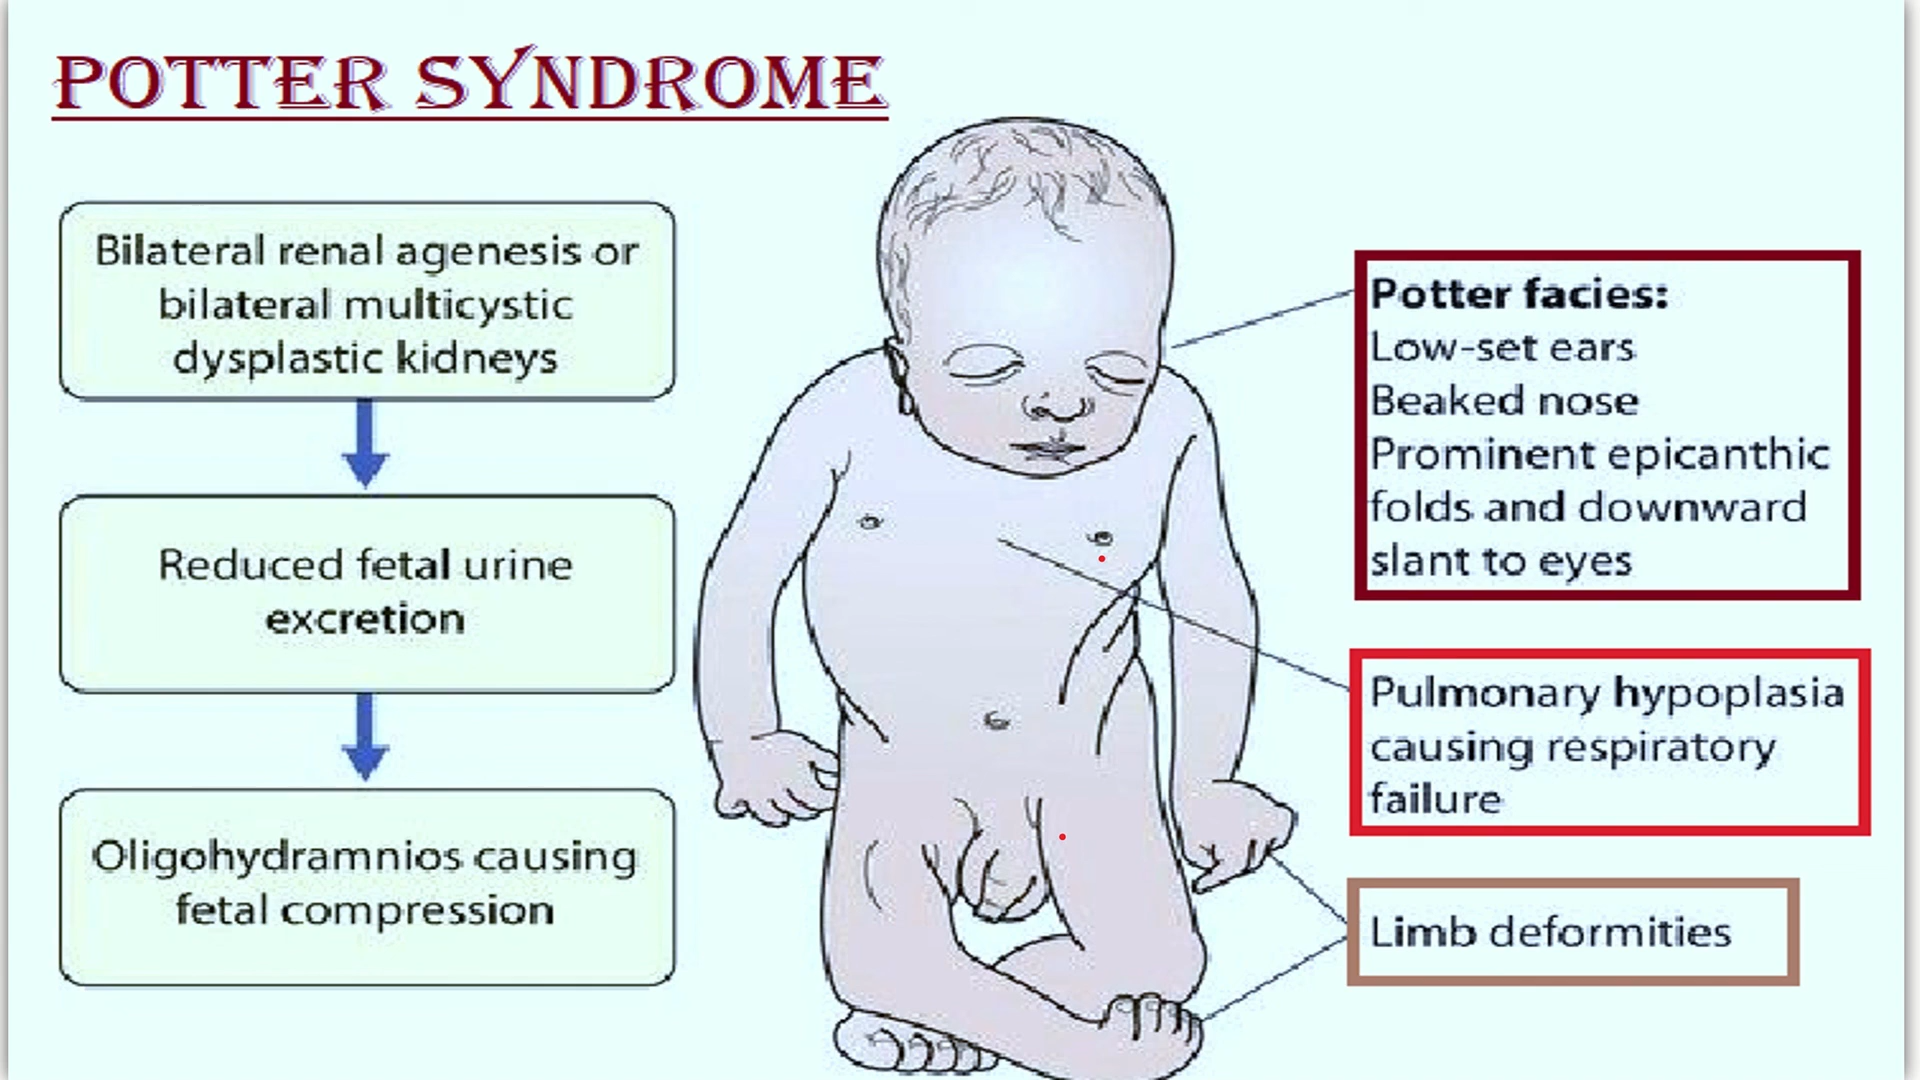 POTTER SYNDROME
Bilateral renal agenesis or
bilateral multicystic
dysplastic kidneys
Reduced fetal urine
excretion
Oligohydramnios causing
fetal compression
Potter facies:
Low-set ears
Beaked nose
Prominent epicanthic
folds and downward
slant to eyes
Pulmonary hypoplasia
causing respiratory
failure
Limb deformities